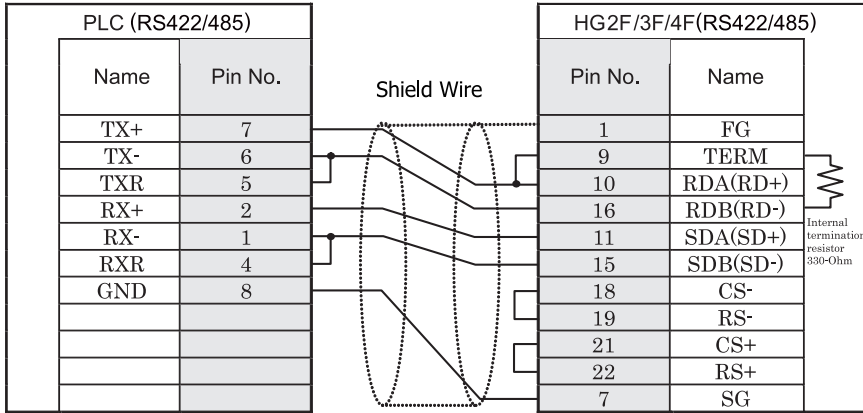 PLC (RS422/485)
Name Pin No.
TX+ 7
TX- 6
TXR 5
RX+ 2
RX- 1
RXR 4
GND 8
Shield Wire
HG2F/3F/4F(RS422/485)
Pin No. Name
1 FG
9 TERM
10 RDA(RD+)
16 RDB(RD-)
11 SDA(SD+)
15 SDB(SD-)
18 CS-
19 RS-
21 CS+
22 RS+
7 SG
Internal
termination
resistor
330-Ohm